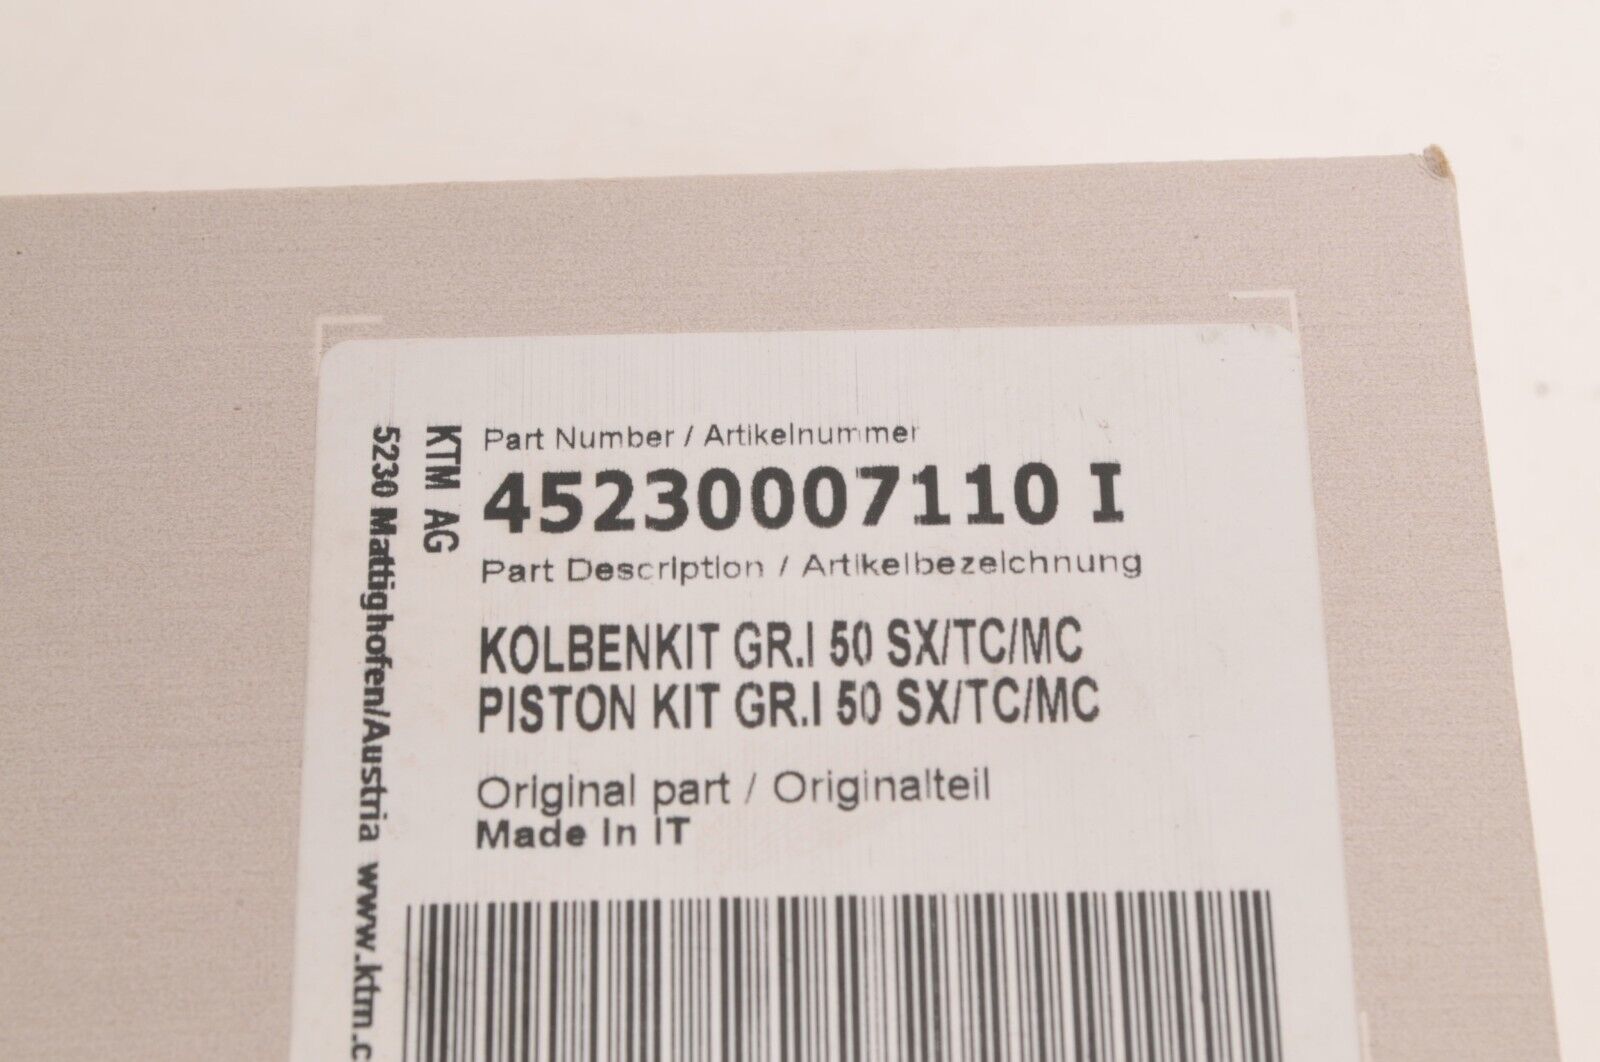 Part Number / Artikelnummer
45230007110 I
Part Description / Artikelbezeichnung
KOLBENKIT GR.I 50 SX/TC/MC
PISTON KIT GR.I 50 SX/TC/MC
Original part / Originalteil
Made In IT
KTM AG
5230 Mattighofen/Austria www.ktm.c